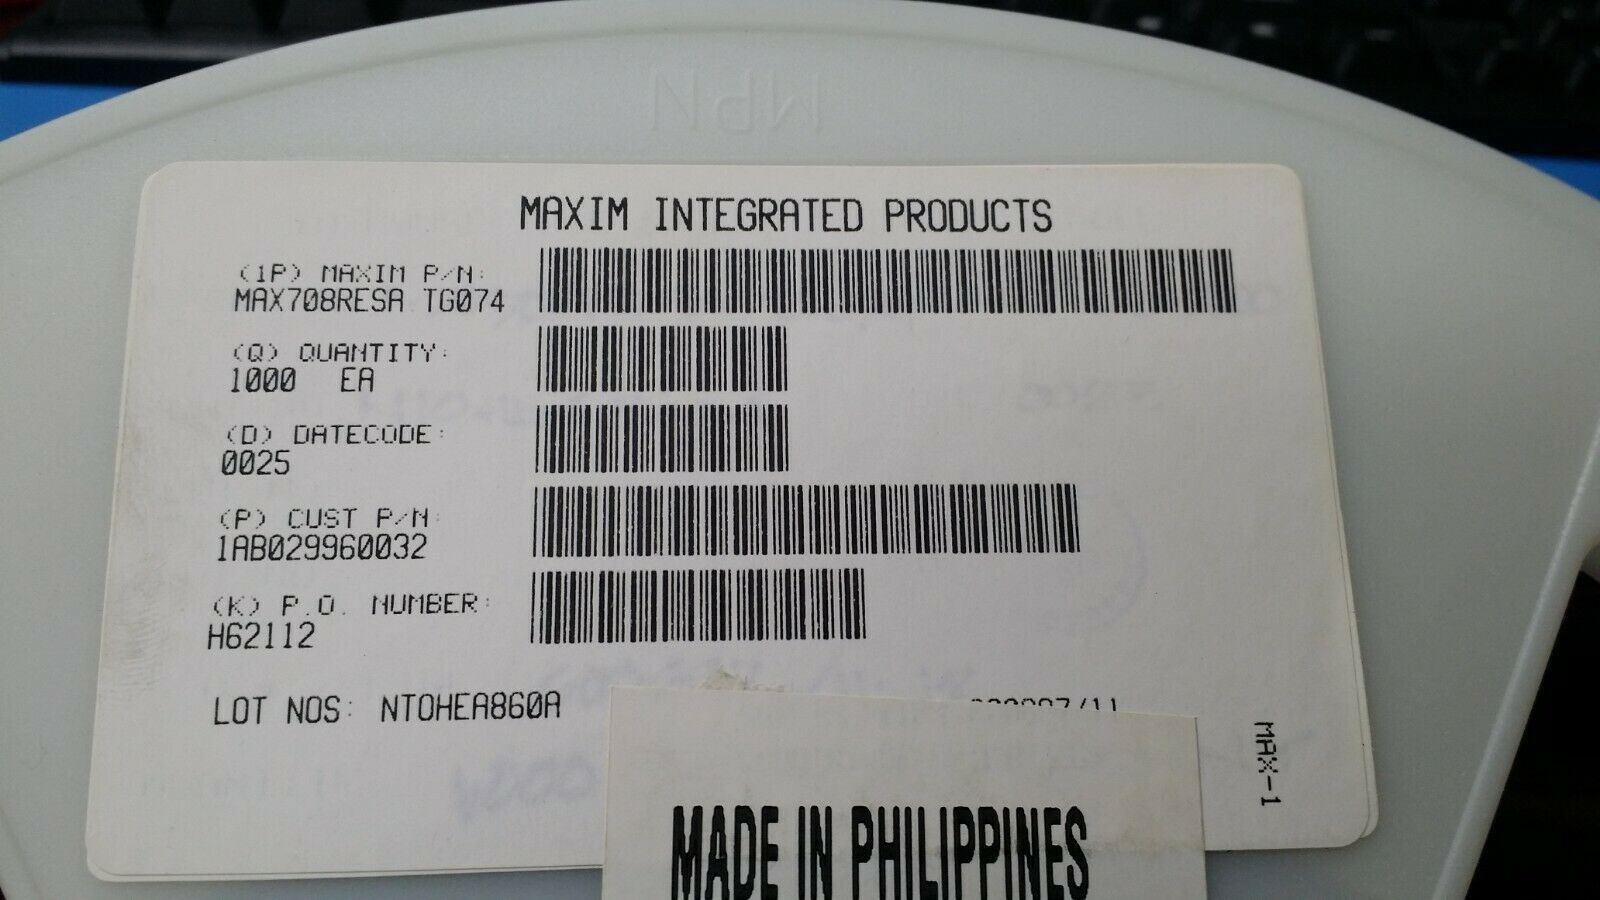 MPN
MAXIM INTEGRATED PRODUCTS
(1P) MAXIM P/N:
MAX708RESA TG074
(Q) QUANTITY:
1000 EA
(D) DATECODE:
0025
(P) CUST P/N:
1AB029960032
(K) P.O. NUMBER:
H62112
LOT NOS: NTOHEA860A
MAX-1
MADE IN PHILIPPINES